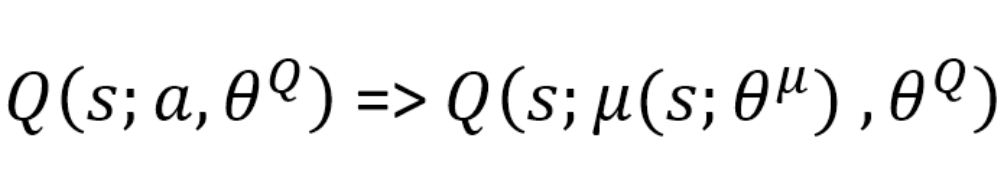 Q(s; a, θ^Q) => Q(s; μ(s; θ^μ) , θ^Q)